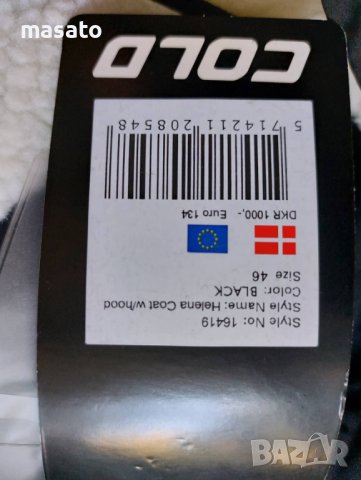 masato
COLD
Style No: 16419
Style Name: Helena Coat w/hood
Color: BLACK
Size 46
DKR 1000,- Euro 134
5 714211 208548
BAZAR